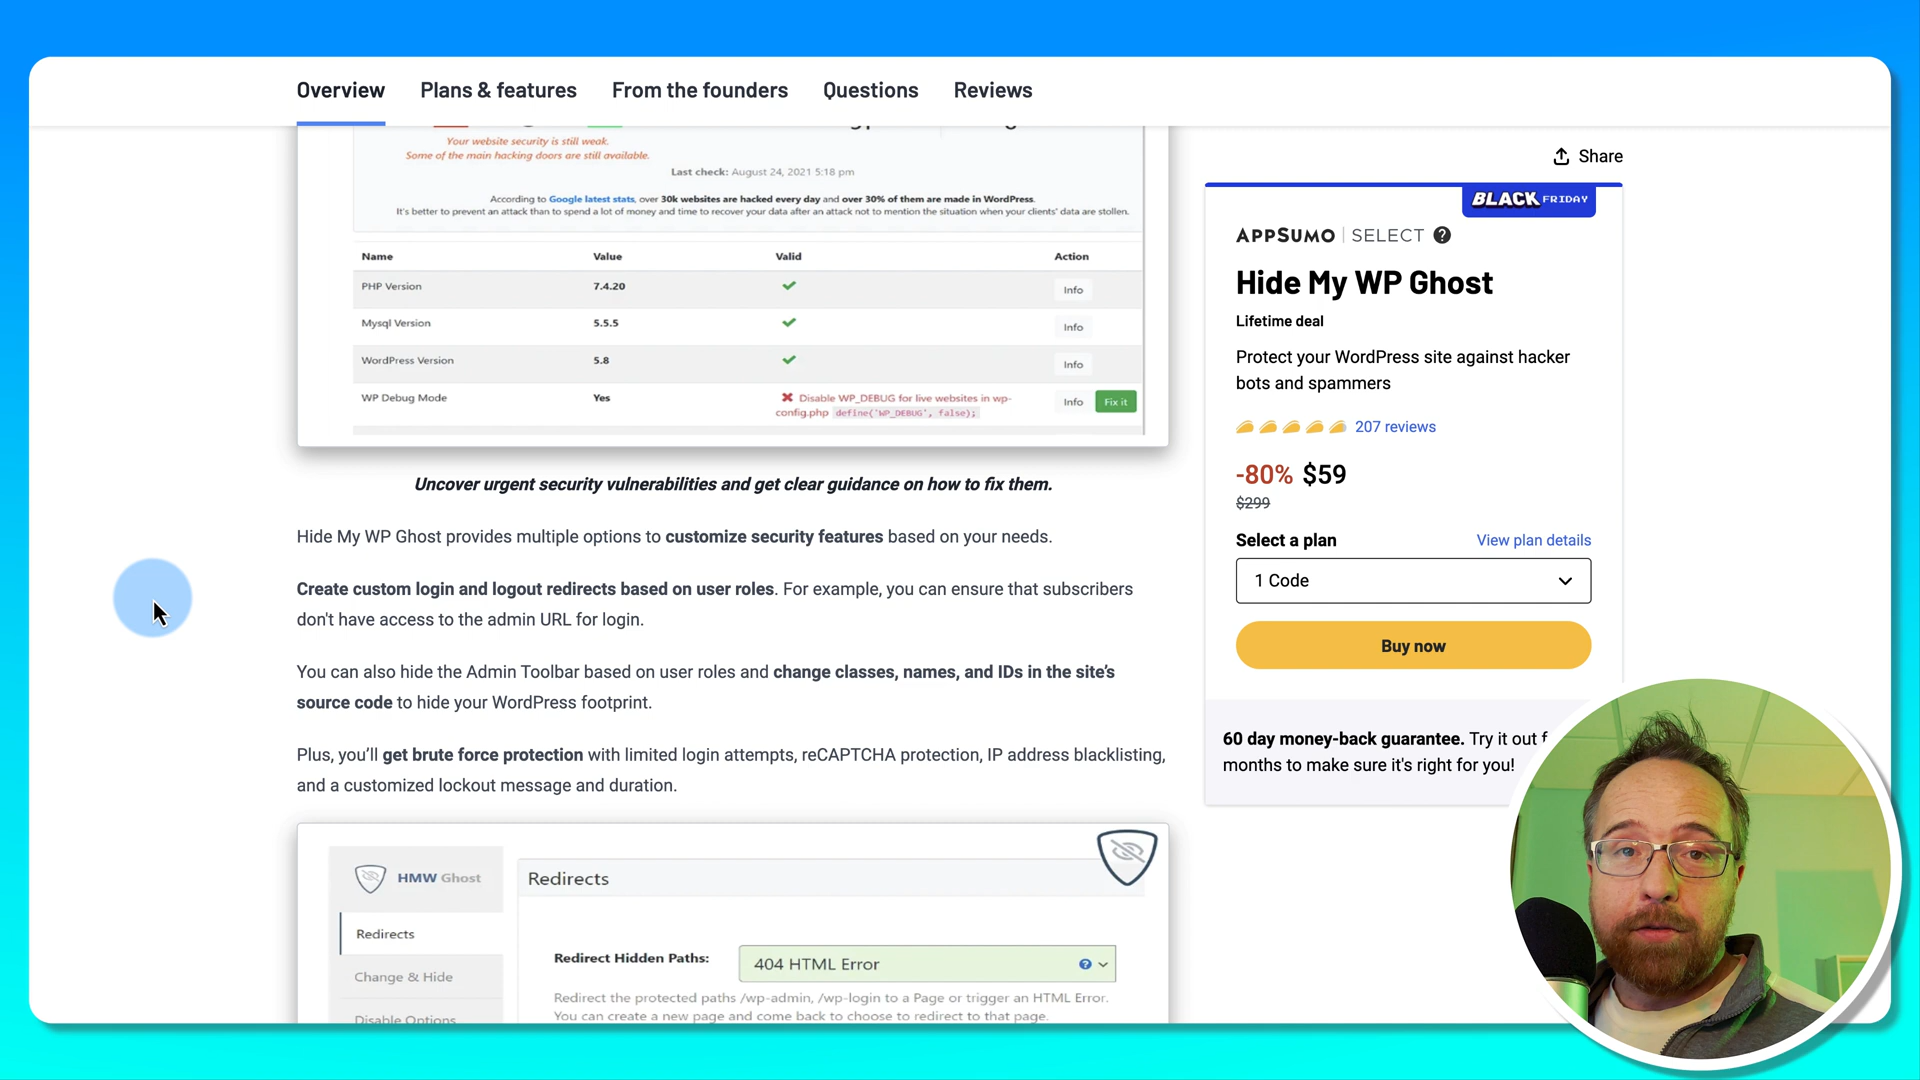 Overview
Plans & features
From the founders
Questions
Reviews
Your website security is still weak.
Some of the main hacking doors are still available.
Last check: August 24, 2021 5:18 pm
According to Google latest stats, over 30k websites are hacked every day and over 30% of them are made in WordPress.
It's better to prevent an attack than to spend a lot of money and time to recover your data after an attack not to mention the situation when your clients' data are stollen.
Name Value Valid Action
PHP Version 7.4.20 Info
Mysql Version 5.5.5 Info
WordPress Version 5.8 Info
WP Debug Mode Yes Disable WP_DEBUG for live websites in wp- Info Fix it
config.php define('WP_DEBUG', false);
Uncover urgent security vulnerabilities and get clear guidance on how to fix them.
Hide My WP Ghost provides multiple options to customize security features based on your needs.
Create custom login and logout redirects based on user roles. For example, you can ensure that subscribers
don't have access to the admin URL for login.
You can also hide the Admin Toolbar based on user roles and change classes, names, and IDs in the site's
source code to hide your WordPress footprint.
Plus, you'll get brute force protection with limited login attempts, reCAPTCHA protection, IP address blacklisting,
and a customized lockout message and duration.
HMW Ghost
Redirects
Change & Hide
Disable Options
Redirects
Redirect Hidden Paths: 404 HTML Error
Redirect the protected paths /wp-admin, /wp-login to a Page or trigger an HTML Error.
You can create a new page and come back to choose to redirect to that page.
Share
BLACK FRIDAY
APPSUMO | SELECT ?
Hide My WP Ghost
Lifetime deal
Protect your WordPress site against hacker
bots and spammers
207 reviews
-80% $59
$299
Select a plan View plan details
1 Code
Buy now
60 day money-back guarantee. Try it out
months to make sure it's right for you!